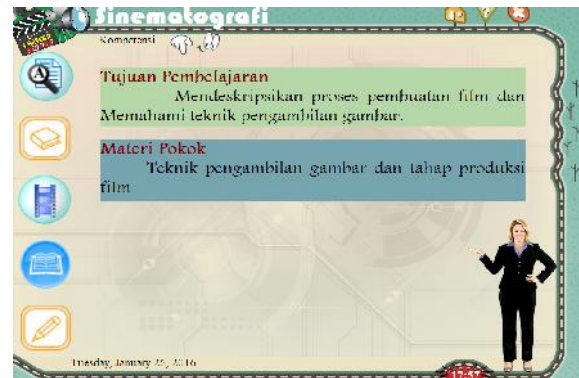 Sinematografi
Kompetensi
Tujuan Pembelajaran
Mendeskripsikan proses pembuatan film dan
Memahami teknik pengambilan gambar.
Materi Pokok
Teknik pengambilan gambar dan tahap produksi
film
Tuesday, January 26, 2016